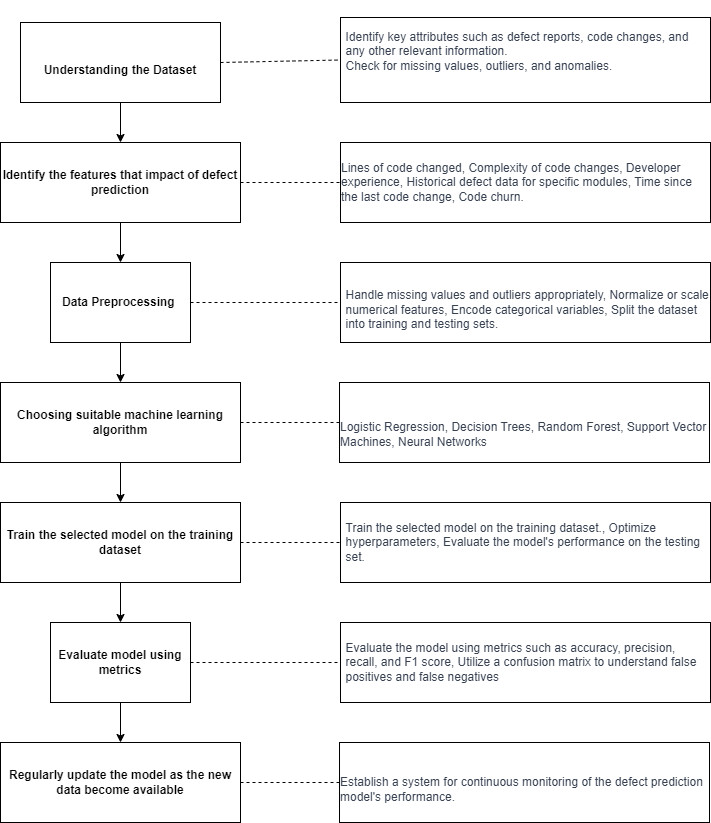 Understanding the Dataset
Identify key attributes such as defect reports, code changes, and
any other relevant information.
Check for missing values, outliers, and anomalies.
Identify the features that impact of defect
prediction
Lines of code changed, Complexity of code changes, Developer
experience, Historical defect data for specific modules, Time since
the last code change, Code churn.
Data Preprocessing
Handle missing values and outliers appropriately, Normalize or scale
numerical features, Encode categorical variables, Split the dataset
into training and testing sets.
Choosing suitable machine learning
algorithm
Logistic Regression, Decision Trees, Random Forest, Support Vector
Machines, Neural Networks
Train the selected model on the training
dataset
Train the selected model on the training dataset., Optimize
hyperparameters, Evaluate the model's performance on the testing
set.
Evaluate model using
metrics
Evaluate the model using metrics such as accuracy, precision,
recall, and F1 score, Utilize a confusion matrix to understand false
positives and false negatives
Regularly update the model as the new
data become available
Establish a system for continuous monitoring of the defect prediction
model's performance.